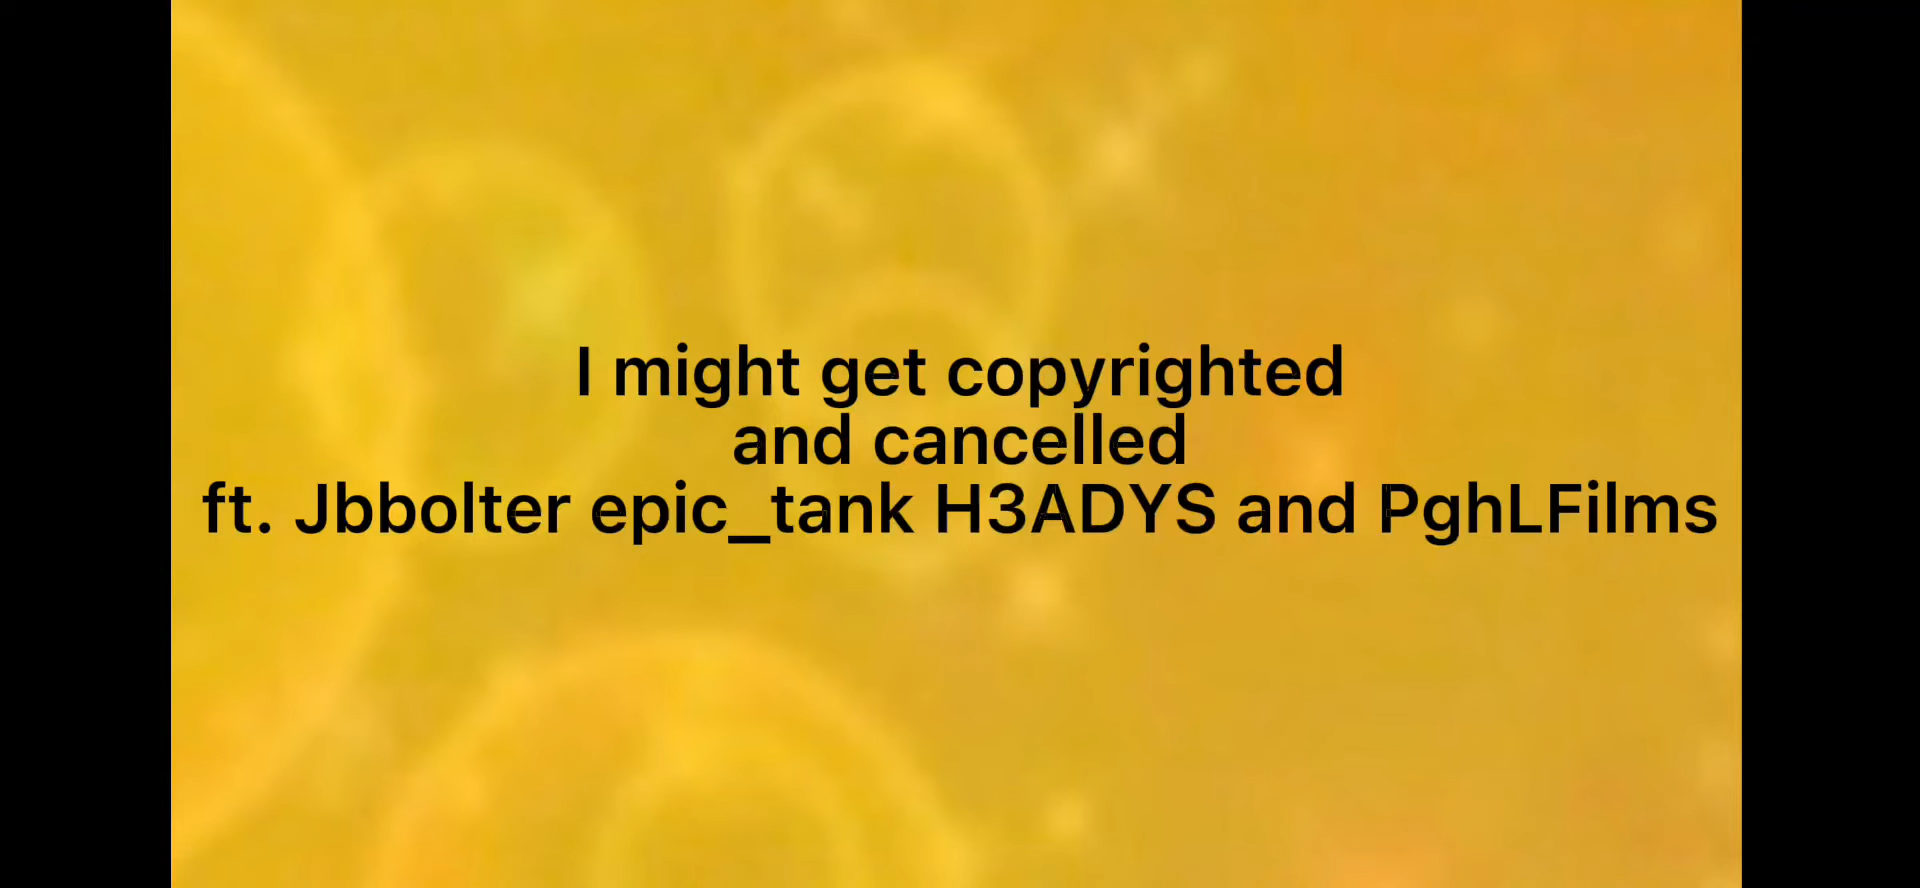 I might get copyrighted
and cancelled
ft. Jbbolter epic_tank H3ADYS and PghLFilms